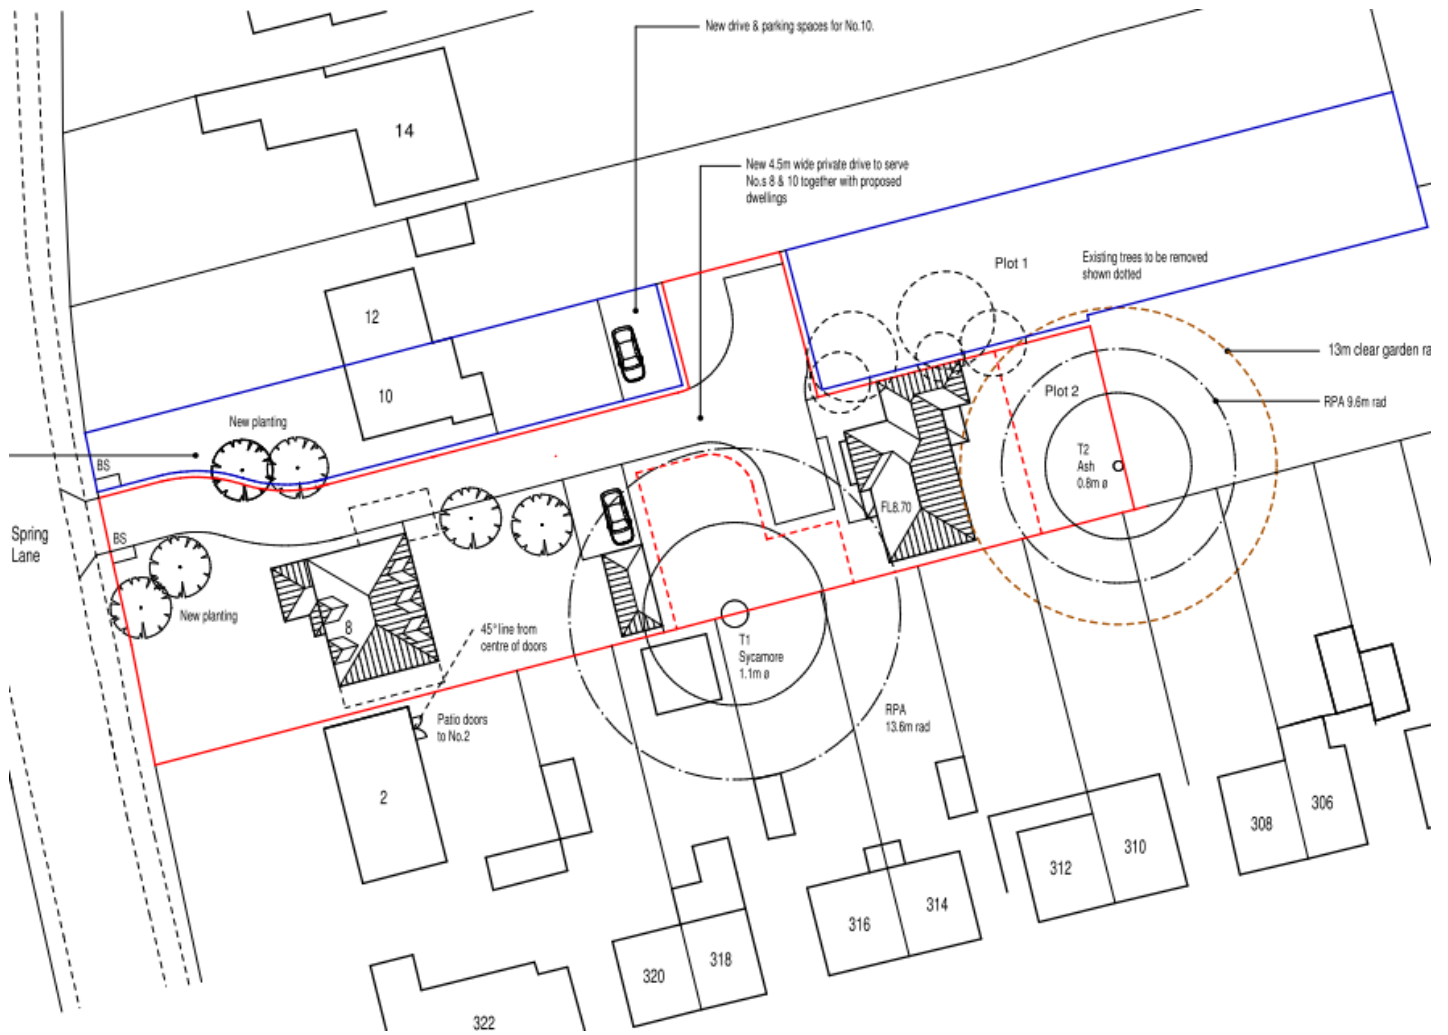 New drive & parking spaces for No.10.
14
New 4.5m wide private drive to serve
No.s 8 & 10 together with proposed
dwellings
Plot 1
Existing trees to be removed
shown dotted
12
13m clear garden ra
10
Plot 2
RPA 9.6m rad
New planting
T2
Ash
0.8m ø
BS
FL8.70
Spring
Lane
BS
New planting
8
45° line from
centre of doors
T1
Sycamore
1.1m ø
Patio doors
to No.2
RPA
13.6m rad
2
306
308
310
312
314
316
318
320
322